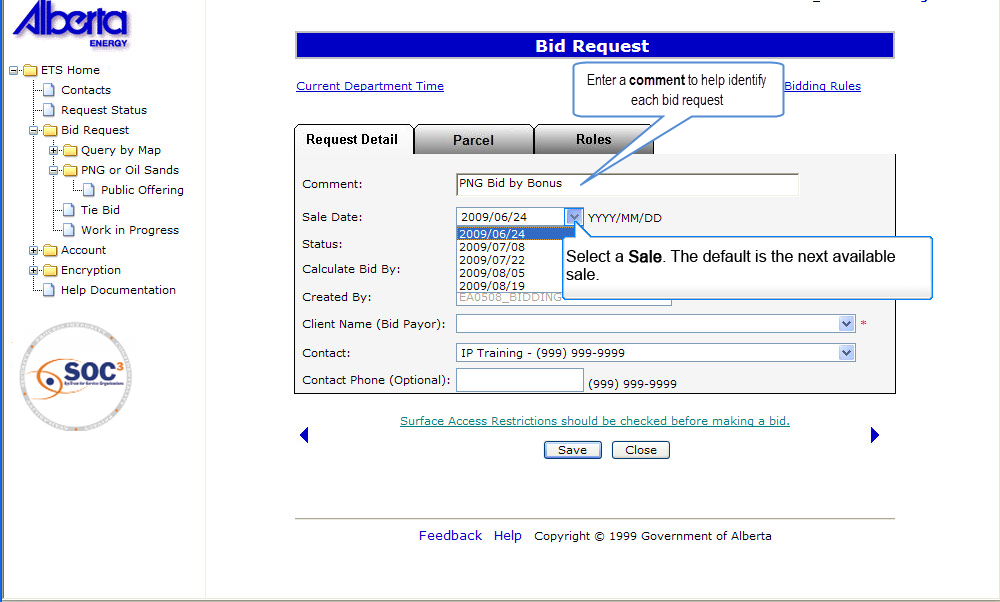 Alberta
ENERGY
ETS Home
Contacts
Request Status
Bid Request
Query by Map
PNG or Oil Sands
Public Offering
Tie Bid
Work in Progress
Account
Encryption
Help Documentation
SOC3
Bid Request
Current Department Time
Bidding Rules
Enter a comment to help identify
each bid request
Request Detail
Parcel
Roles
Comment:
PNG Bid by Bonus
Sale Date:
2009/06/24
YYYY/MM/DD
2009/06/24
2009/07/08
2009/07/22
2009/08/05
2009/08/19
Select a Sale. The default is the next available
sale.
Status:
Calculate Bid By:
Created By:
EA0508_BIDDING
Client Name (Bid Payor):
*
Contact:
IP Training - (999) 999-9999
Contact Phone (Optional):
(999) 999-9999
Surface Access Restrictions should be checked before making a bid.
Save
Close
Feedback Help Copyright © 1999 Government of Alberta